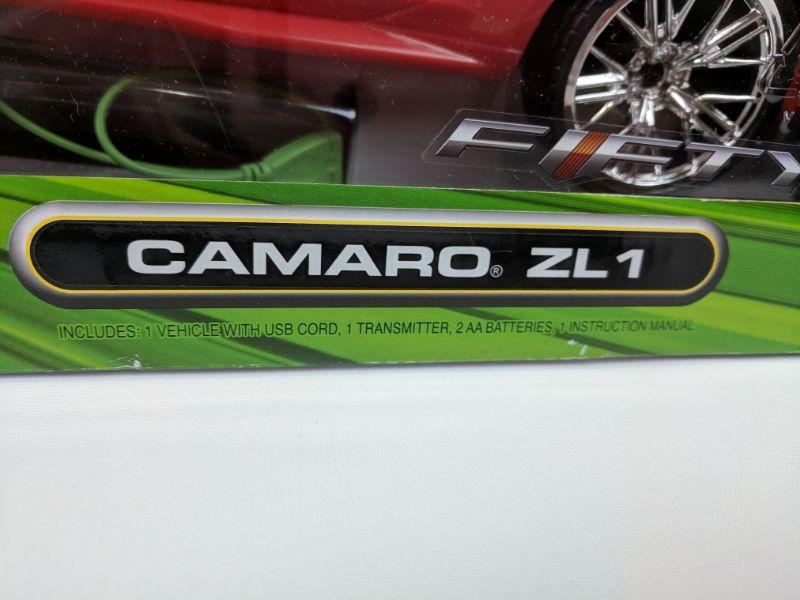 FIFTY
CAMARO® ZL1
INCLUDES: 1 VEHICLE WITH USB CORD, 1 TRANSMITTER, 2 AA BATTERIES, 1 INSTRUCTION MANUAL